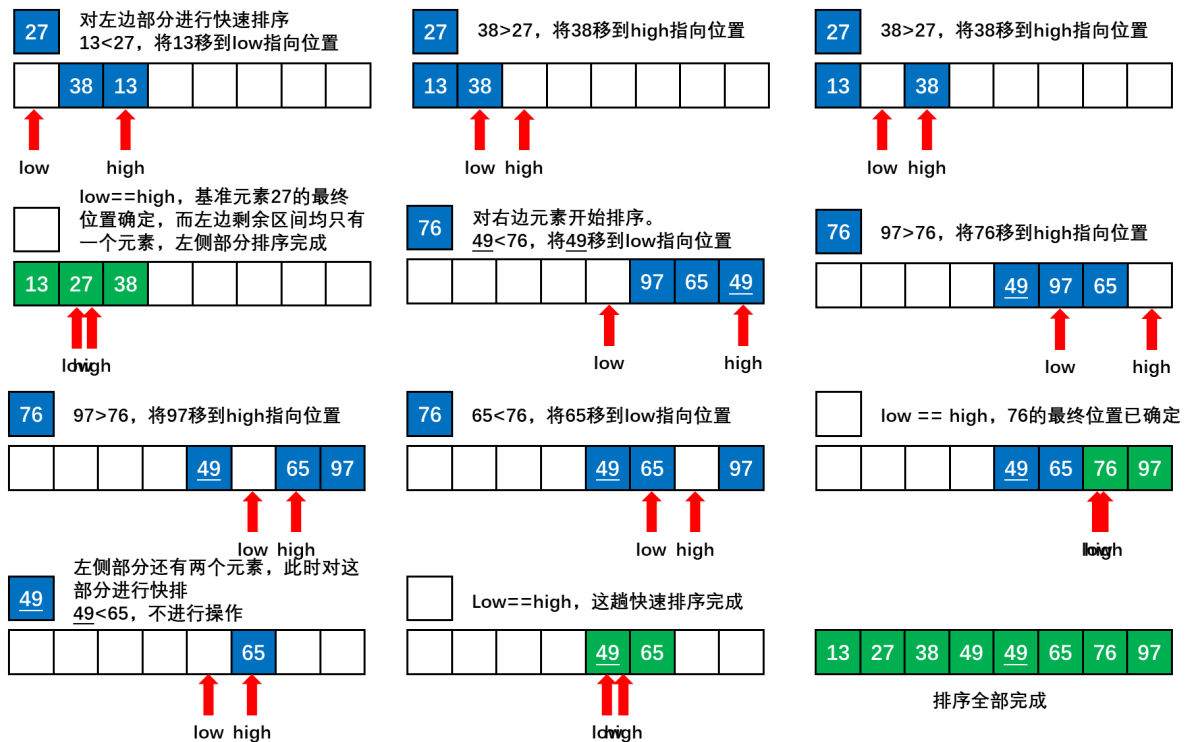 27
对左边部分进行快速排序
13<27，将13移到low指向位置
38 13
low high
27
38>27，将38移到high指向位置
13 38
low high
27
38>27，将38移到high指向位置
13 38
low high
low==high，基准元素27的最终
位置确定，而左边剩余区间均只有
一个元素，左侧部分排序完成
13 27 38
low high
76
对右边元素开始排序。
49<76，将49移到low指向位置
97 65 49
low high
76
97>76，将76移到high指向位置
49 97 65
low high
76
97>76，将97移到high指向位置
49 65 97
low high
76
65<76，将65移到low指向位置
49 65 97
low high
low == high，76的最终位置已确定
49 65 76 97
low high
49
左侧部分还有两个元素，此时对这
部分进行快排
49<65，不进行操作
65
low high
Low==high，这趟快速排序完成
49 65
low high
13 27 38 49 49 65 76 97
排序全部完成